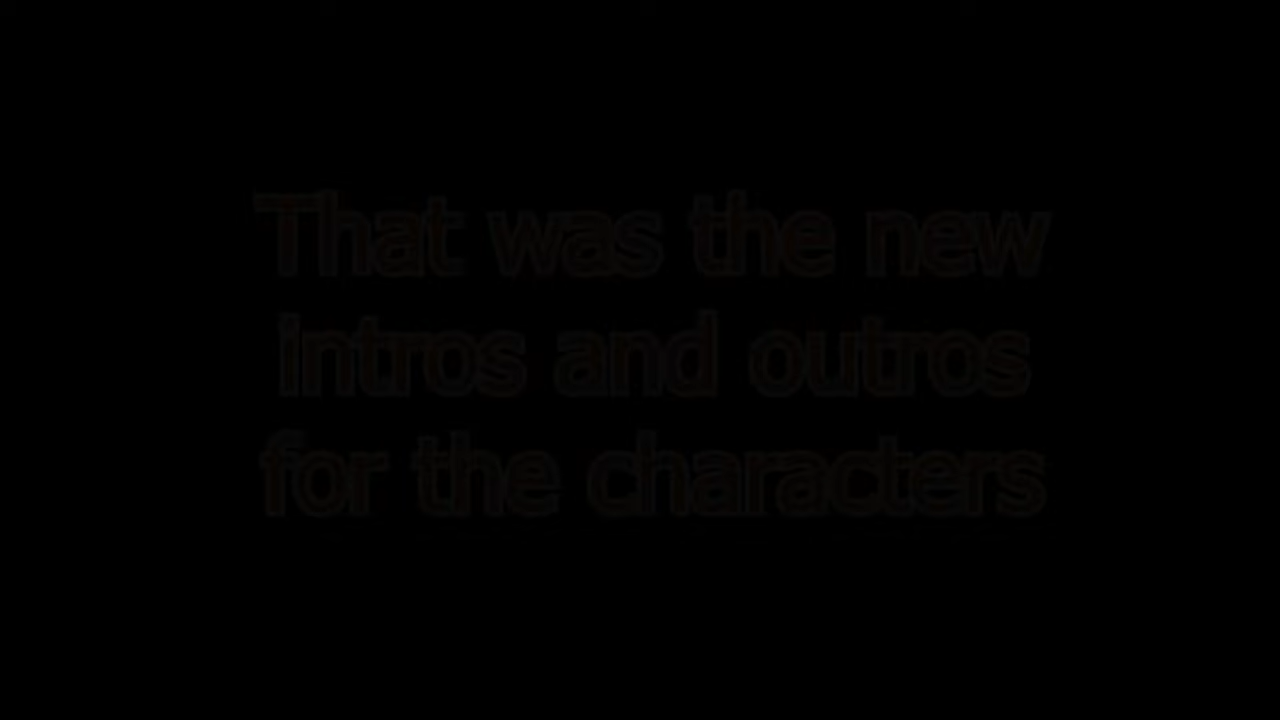 That was the new
intros and outros
for the characters